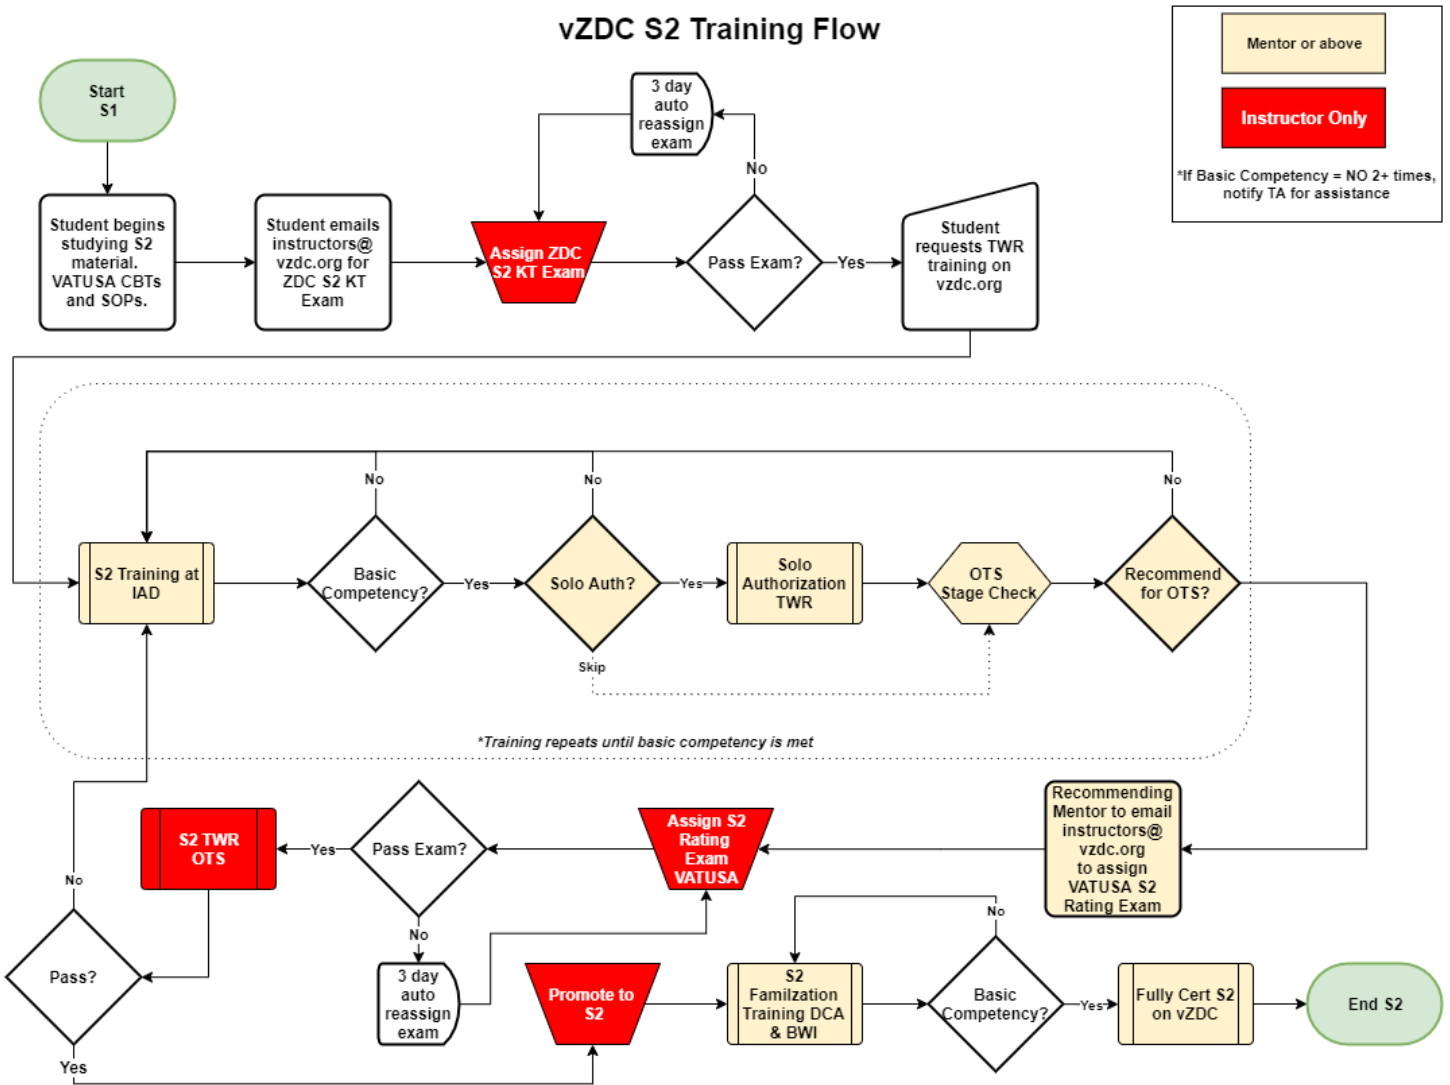 vZDC S2 Training Flow
Mentor or above
Instructor Only
*If Basic Competency = NO 2+ times,
notify TA for assistance
Start
S1
3 day
auto
reassign
exam
No
Student begins
studying S2
material.
VATUSA CBTs
and SOPs.
Student emails
instructors@
vzdc.org for
ZDC S2 KT
Exam
Assign ZDC
S2 KT Exam
Pass Exam?
Yes
Student
requests TWR
training on
vzdc.org
No
No
No
S2 Training at
IAD
Basic
Competency?
Yes
Solo Auth?
Yes
Solo
Authorization
TWR
OTS
Stage Check
Recommend
for OTS?
Skip
*Training repeats until basic competency is met
Recommending
Mentor to email
instructors@
vzdc.org
to assign
VATUSA S2
Rating Exam
Assign S2
Rating
Exam
VATUSA
Pass Exam?
Yes
S2 TWR
OTS
No
No
3 day
auto
reassign
exam
Pass?
Yes
Promote to
S2
S2
Familzation
Training DCA
& BWI
No
Basic
Competency?
Yes
Fully Cert S2
on vZDC
End S2